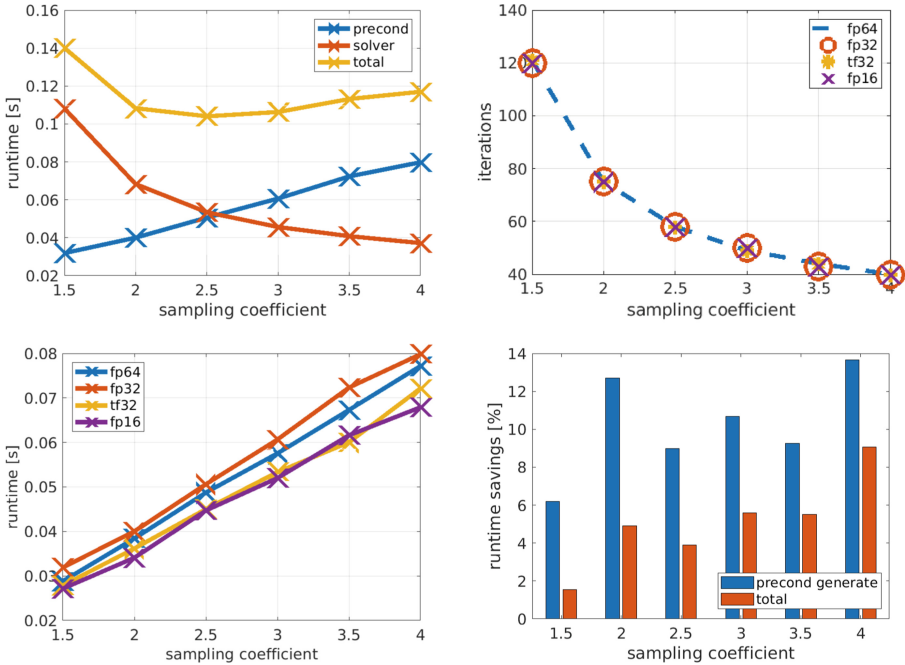 0.16
0.14
0.12
0.1
0.08
0.06
0.04
0.02
runtime [s]
precond
solver
total
1.5 2 2.5 3 3.5 4
sampling coefficient
140
120
100
80
60
40
iterations
fp64
fp32
tf32
fp16
1.5 2 2.5 3 3.5 4
sampling coefficient
0.08
0.07
0.06
0.05
0.04
0.03
0.02
runtime [s]
fp64
fp32
tf32
fp16
1.5 2 2.5 3 3.5 4
sampling coefficient
14
12
10
8
6
4
2
0
runtime savings [%]
precond generate
total
1.5 2 2.5 3 3.5 4
sampling coefficient